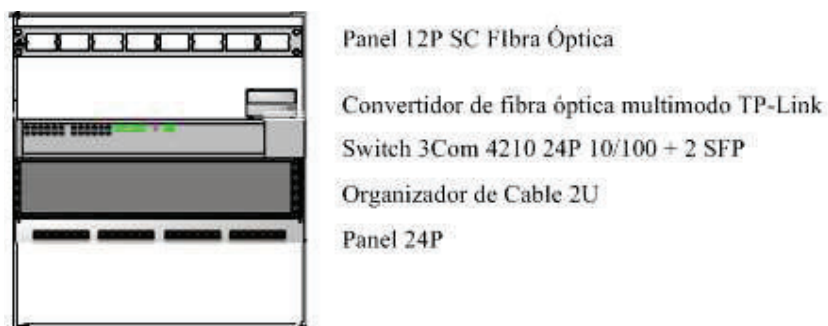 Panel 12P SC FIbra Óptica
Convertidor de fibra óptica multimodo TP-Link
Switch 3Com 4210 24P 10/100 + 2 SFP
Organizador de Cable 2U
Panel 24P